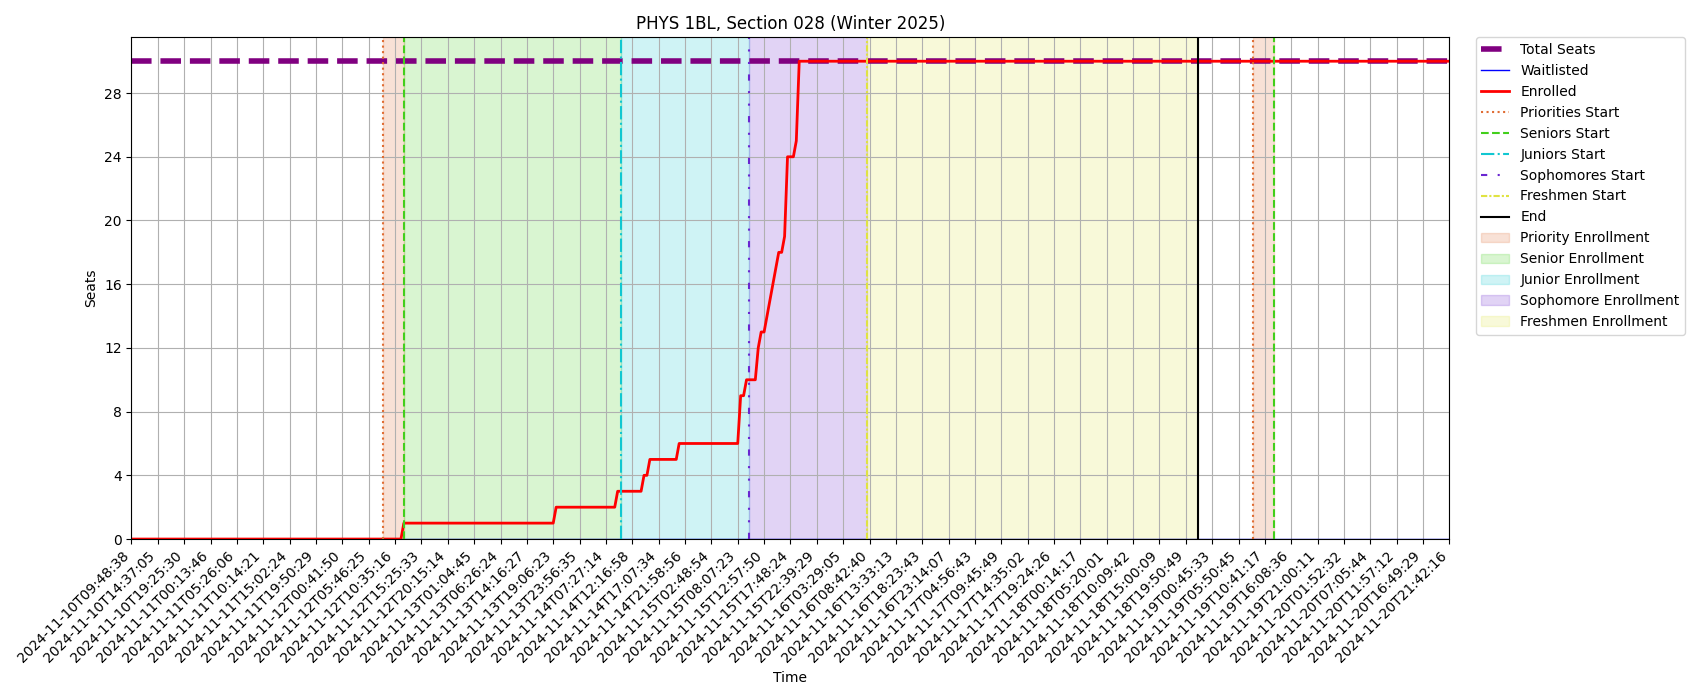 PHYS 1BL, Section 028 (Winter 2025)
Seats
28
24
20
16
12
8
4
0
2024-11-10T09:48:38
2024-11-10T14:37:05
2024-11-10T19:25:30
2024-11-11T00:13:46
2024-11-11T05:26:06
2024-11-11T10:14:21
2024-11-11T15:02:24
2024-11-11T19:50:29
2024-11-12T00:41:50
2024-11-12T05:46:25
2024-11-12T10:35:16
2024-11-12T15:25:33
2024-11-12T20:15:14
2024-11-13T01:04:45
2024-11-13T06:26:24
2024-11-13T14:16:27
2024-11-13T19:06:23
2024-11-13T23:56:35
2024-11-14T07:27:14
2024-11-14T12:16:58
2024-11-14T17:07:34
2024-11-14T21:58:56
2024-11-15T02:48:54
2024-11-15T08:07:23
2024-11-15T12:57:50
2024-11-15T17:48:24
2024-11-15T22:39:29
2024-11-16T03:29:05
2024-11-16T08:42:40
2024-11-16T13:33:13
2024-11-16T18:23:43
2024-11-16T23:14:07
2024-11-17T04:56:43
2024-11-17T09:45:49
2024-11-17T14:35:02
2024-11-17T19:24:26
2024-11-18T00:14:17
2024-11-18T05:20:01
2024-11-18T10:09:42
2024-11-18T15:00:09
2024-11-18T19:50:49
2024-11-19T00:45:33
2024-11-19T05:50:45
2024-11-19T10:41:17
2024-11-19T16:08:36
2024-11-19T21:00:11
2024-11-20T01:52:32
2024-11-20T07:05:44
2024-11-20T11:57:12
2024-11-20T16:49:29
2024-11-20T21:42:16
Time
Total Seats
Waitlisted
Enrolled
Priorities Start
Seniors Start
Juniors Start
Sophomores Start
Freshmen Start
End
Priority Enrollment
Senior Enrollment
Junior Enrollment
Sophomore Enrollment
Freshmen Enrollment